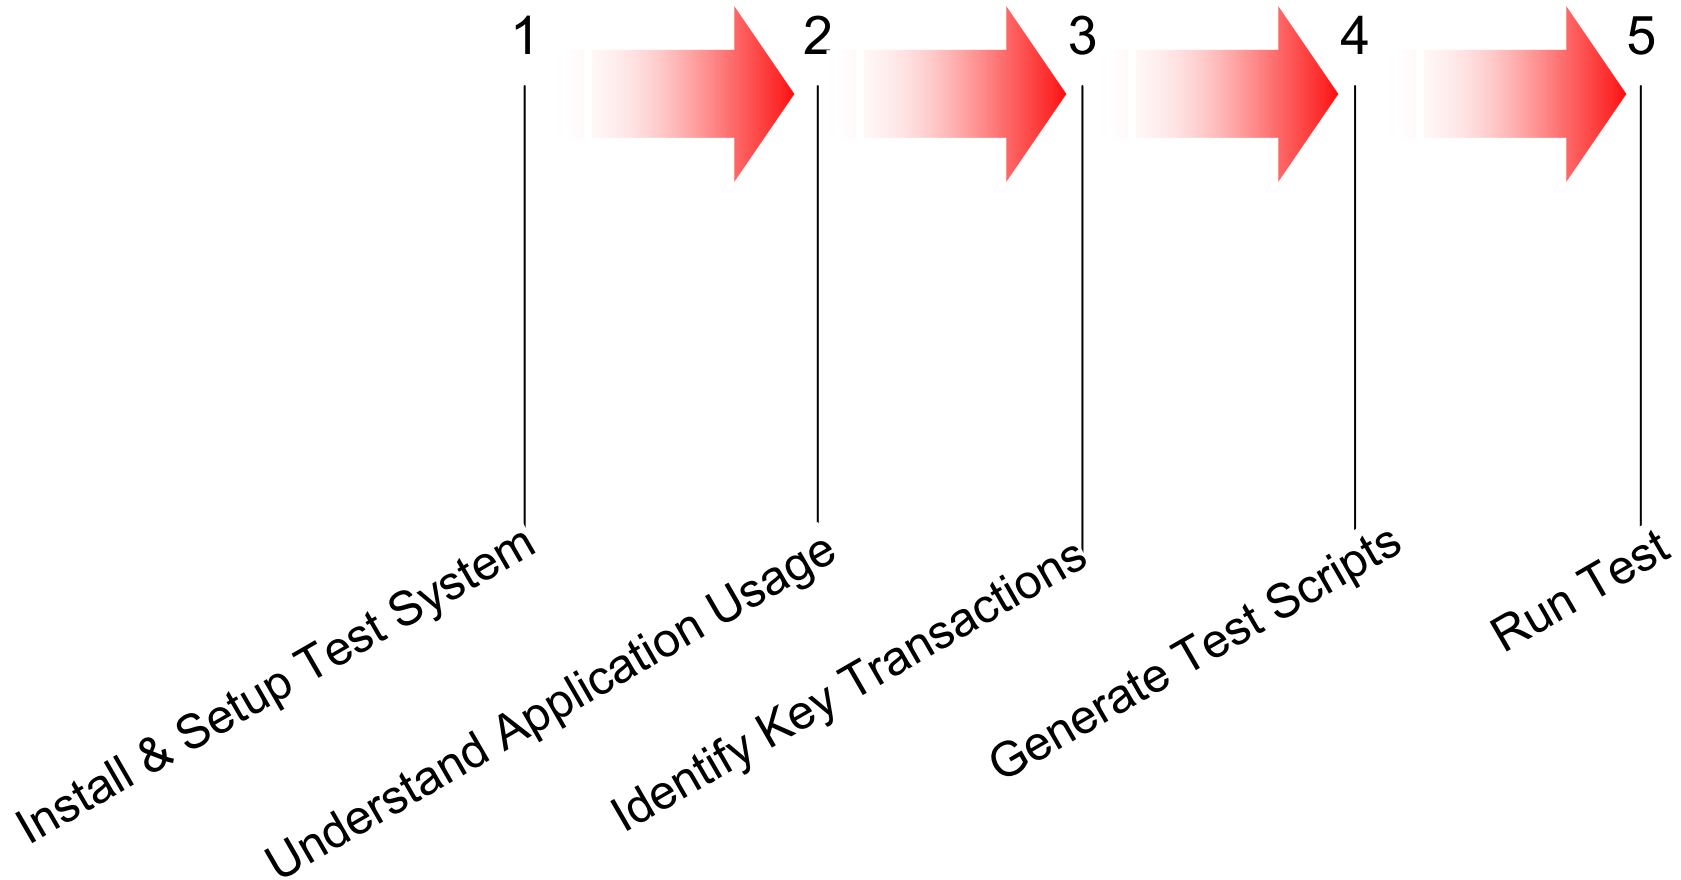 1
2
3
4
5
Install & Setup Test System
Understand Application Usage
Identify Key Transactions
Generate Test Scripts
Run Test